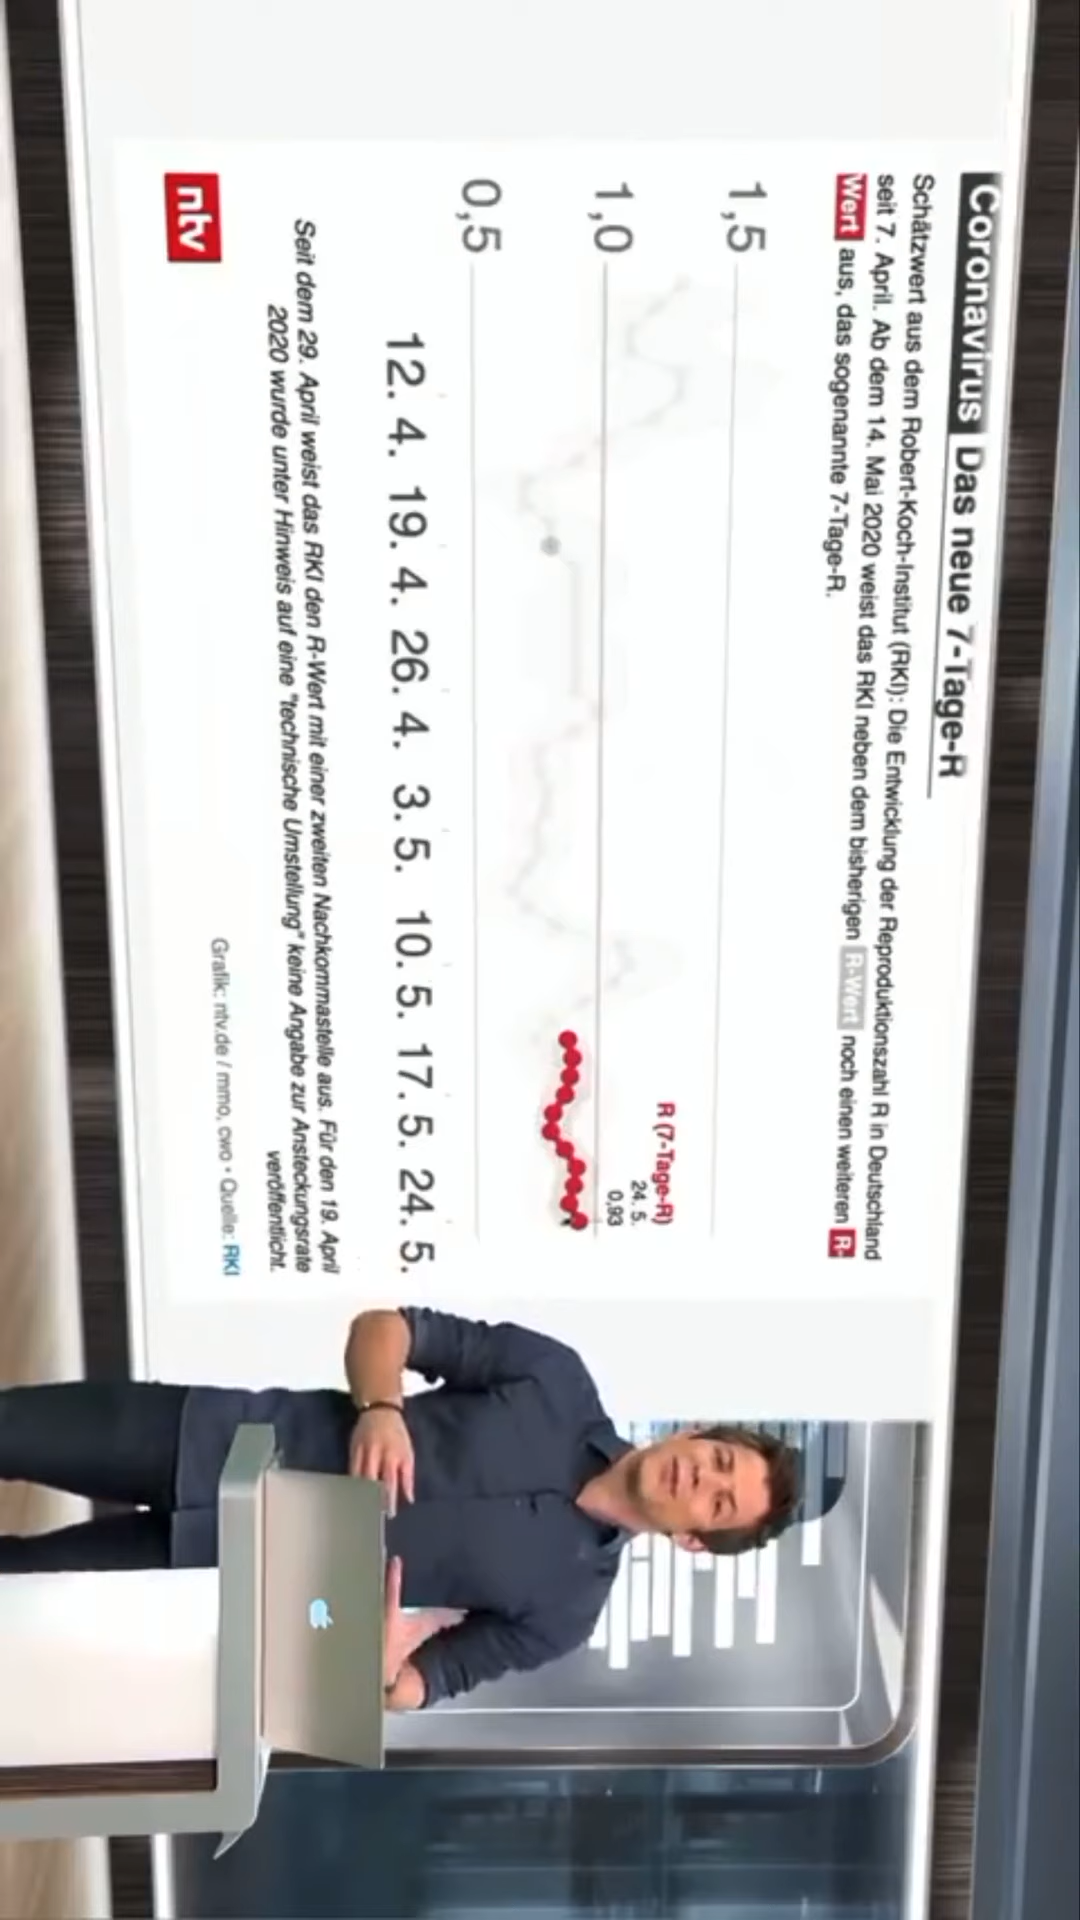 Coronavirus Das neue 7-Tage-R
Schätzwert aus dem Robert-Koch-Institut (RKI): Die Entwicklung der Reproduktionszahl R in Deutschland
seit 7. April. Ab dem 14. Mai 2020 weist das RKI neben dem bisherigen R-Wert noch einen weiteren R-
Wert aus, das sogenannte 7-Tage-R.
1,5
R (7-Tage-R)
24. 5.
0,93
1,0
0,5
12. 4. 19. 4. 26. 4. 3. 5. 10. 5. 17. 5. 24. 5.
Seit dem 29. April weist das RKI den R-Wert mit einer zweiten Nachkommastelle aus. Für den 19. April
2020 wurde unter Hinweis auf eine "technische Umstellung" keine Angabe zur Ansteckungsrate
veröffentlicht.
Grafik: ntv.de / mmo, cwo • Quelle: RKI
ntv